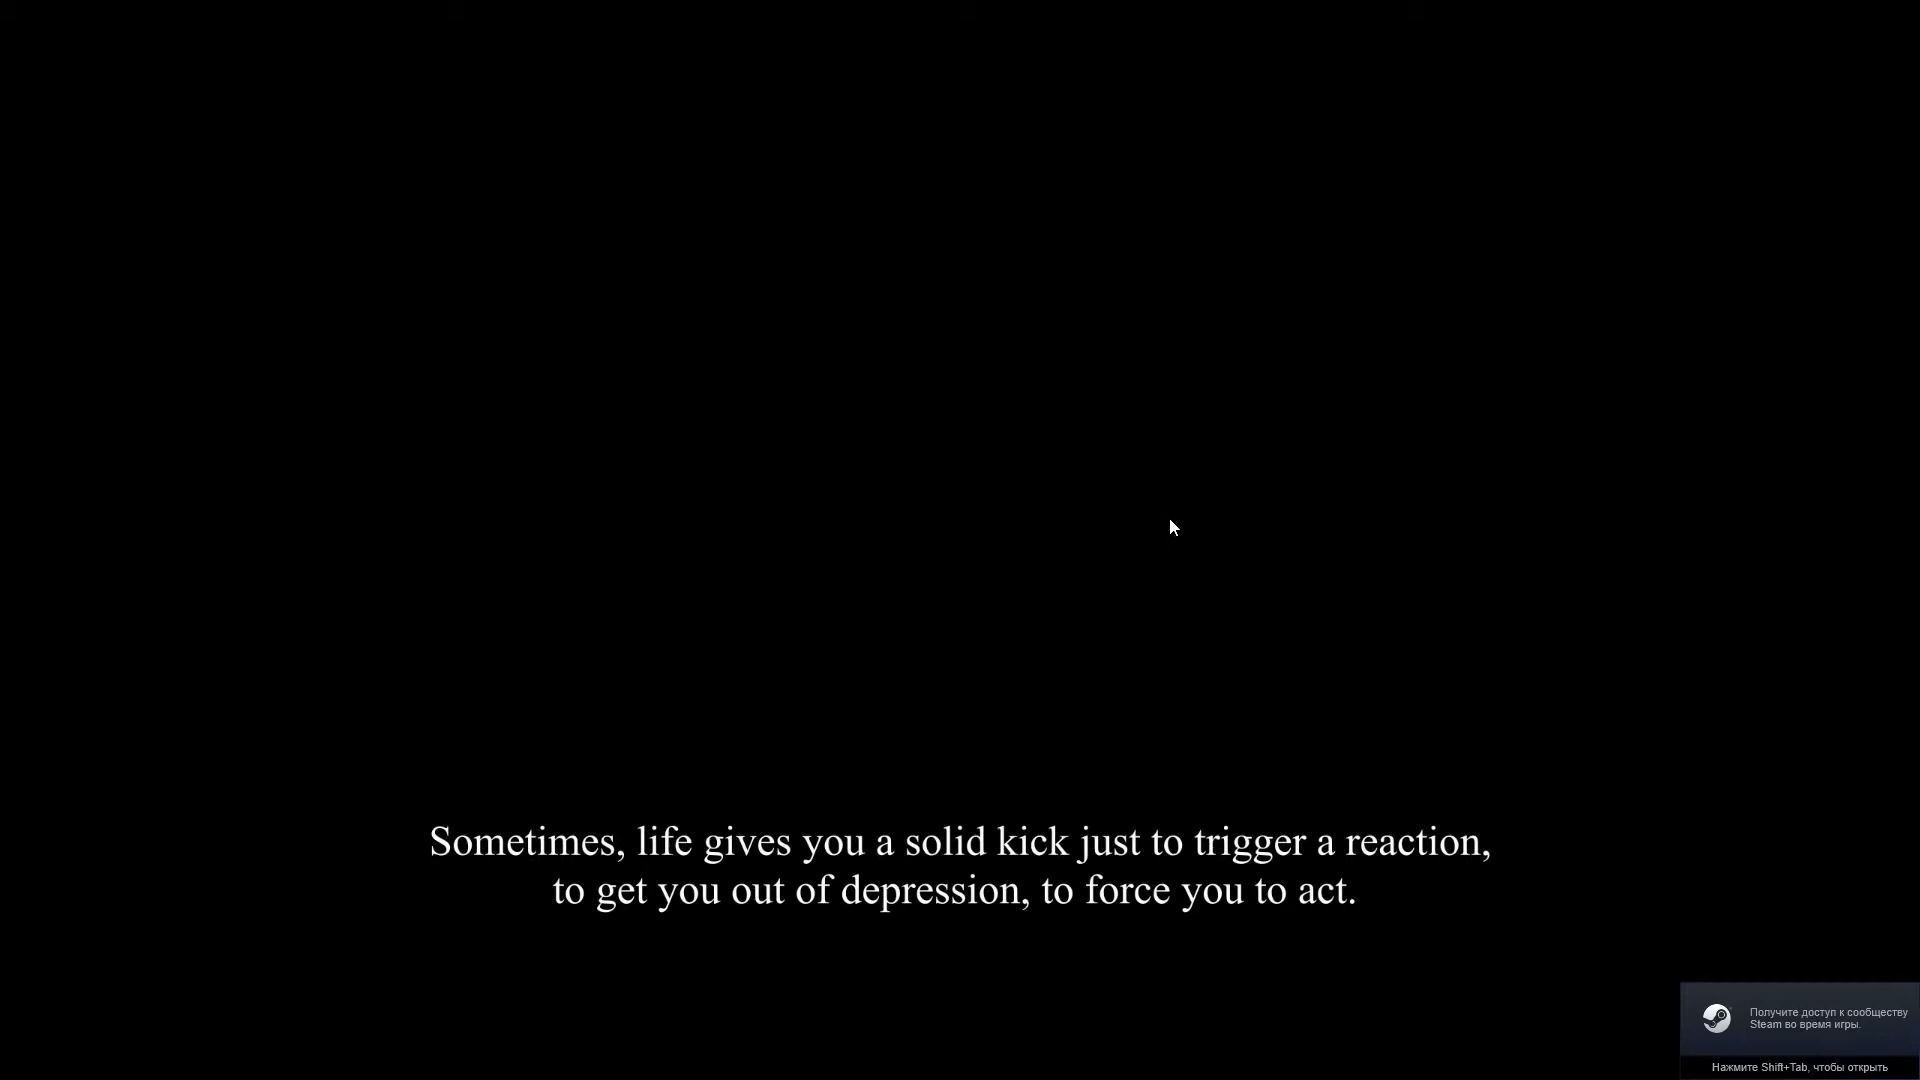 Sometimes, life gives you a solid kick just to trigger a reaction,
to get you out of depression, to force you to act.
Получите доступ к сообществу
Steam во время игры.
Нажмите Shift+Tab, чтобы открыть